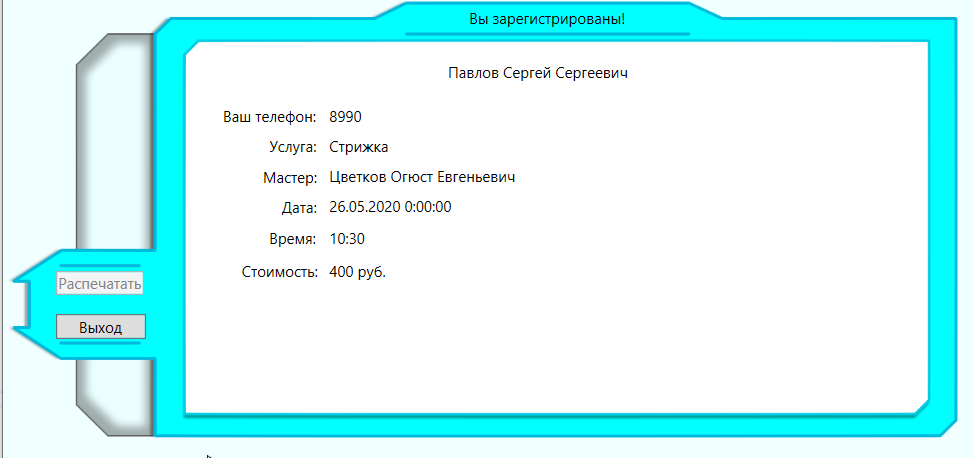 Вы зарегистрированы!
Павлов Сергей Сергеевич
Ваш телефон: 8990
Услуга: Стрижка
Мастер: Цветков Огюст Евгеньевич
Дата: 26.05.2020 0:00:00
Время: 10:30
Стоимость: 400 руб.
Распечатать
Выход